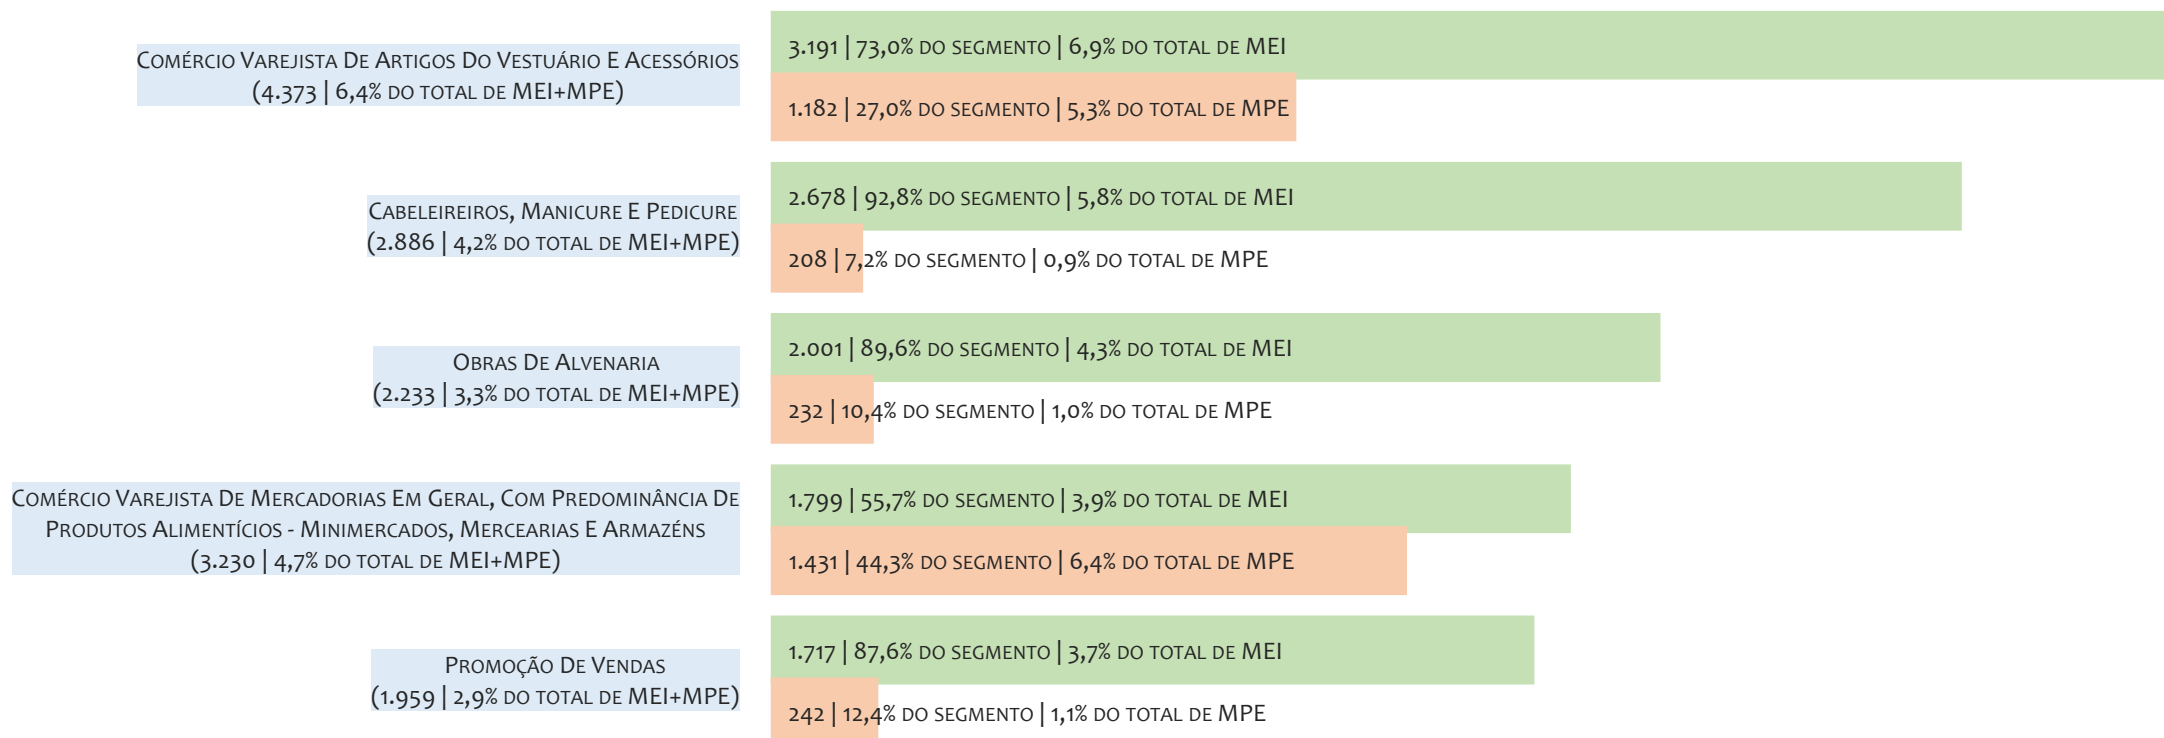 Comércio Varejista De Artigos Do Vestuário E Acessórios
(4.373 | 6,4% do total de MEI+MPE)
3.191 | 73,0% do segmento | 6,9% do total de MEI
1.182 | 27,0% do segmento | 5,3% do total de MPE
Cabeleireiros, Manicure E Pedicure
(2.886 | 4,2% do total de MEI+MPE)
2.678 | 92,8% do segmento | 5,8% do total de MEI
208 | 7,2% do segmento | 0,9% do total de MPE
Obras De Alvenaria
(2.233 | 3,3% do total de MEI+MPE)
2.001 | 89,6% do segmento | 4,3% do total de MEI
232 | 10,4% do segmento | 1,0% do total de MPE
Comércio Varejista De Mercadorias Em Geral, Com Predominância De
Produtos Alimentícios - Minimercados, Mercearias E Armazéns
(3.230 | 4,7% do total de MEI+MPE)
1.799 | 55,7% do segmento | 3,9% do total de MEI
1.431 | 44,3% do segmento | 6,4% do total de MPE
Promoção De Vendas
(1.959 | 2,9% do total de MEI+MPE)
1.717 | 87,6% do segmento | 3,7% do total de MEI
242 | 12,4% do segmento | 1,1% do total de MPE